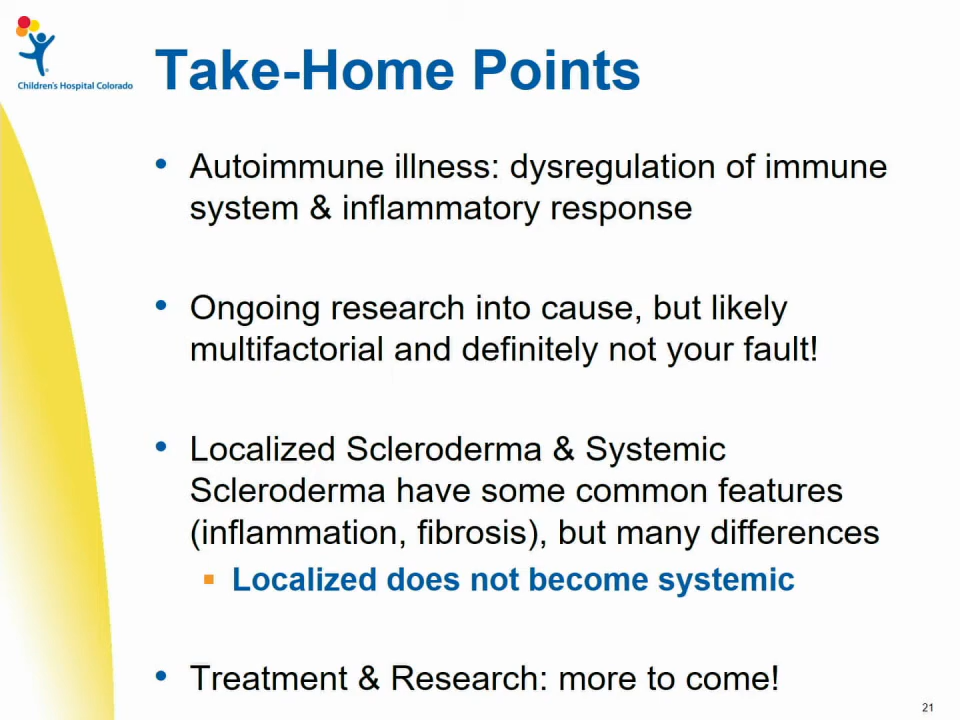 Children's Hospital Colorado
Take-Home Points
• Autoimmune illness: dysregulation of immune
system & inflammatory response
• Ongoing research into cause, but likely
multifactorial and definitely not your fault!
• Localized Scleroderma & Systemic
Scleroderma have some common features
(inflammation, fibrosis), but many differences
▪ Localized does not become systemic
• Treatment & Research: more to come!
21